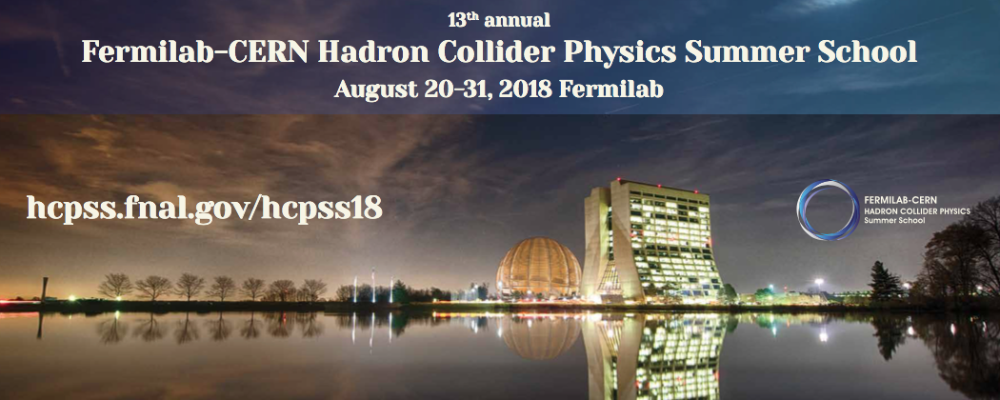 13th annual
Fermilab-CERN Hadron Collider Physics Summer School
August 20-31, 2018 Fermilab
hcpss.fnal.gov/hcpss18
FERMILAB-CERN
HADRON COLLIDER PHYSICS
Summer School